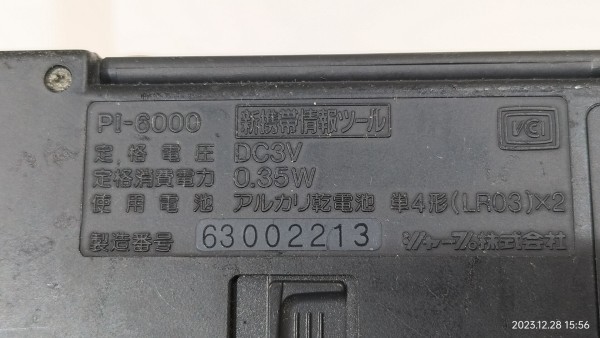 PI-6000 新携帯情報ツール
定格電圧 DC3V
定格消費電力 0.35W
使用電池 アルカリ乾電池 単4形(LR03)×2
製造番号 63002213 シャープ株式会社
VCI
2023.12.28 15:56